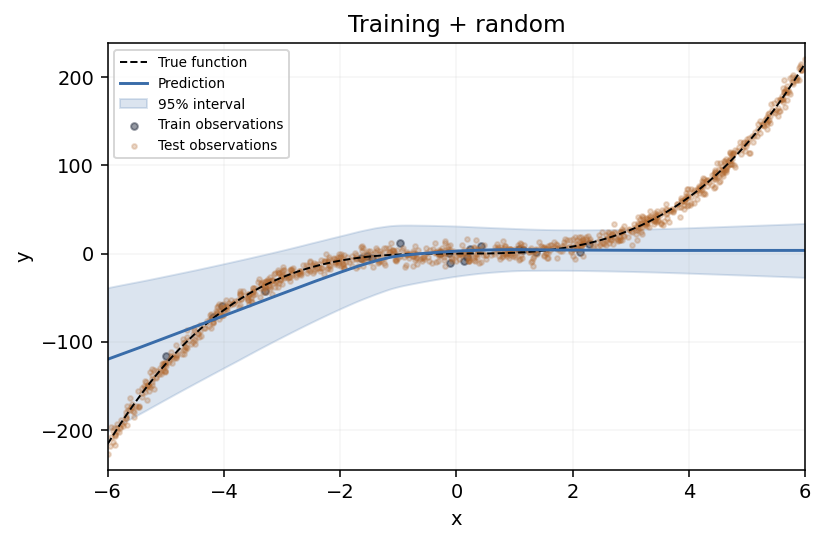 Training + random
True function
Prediction
95% interval
Train observations
Test observations
200
100
0
−100
−200
y
−6
−4
−2
0
2
4
6
x